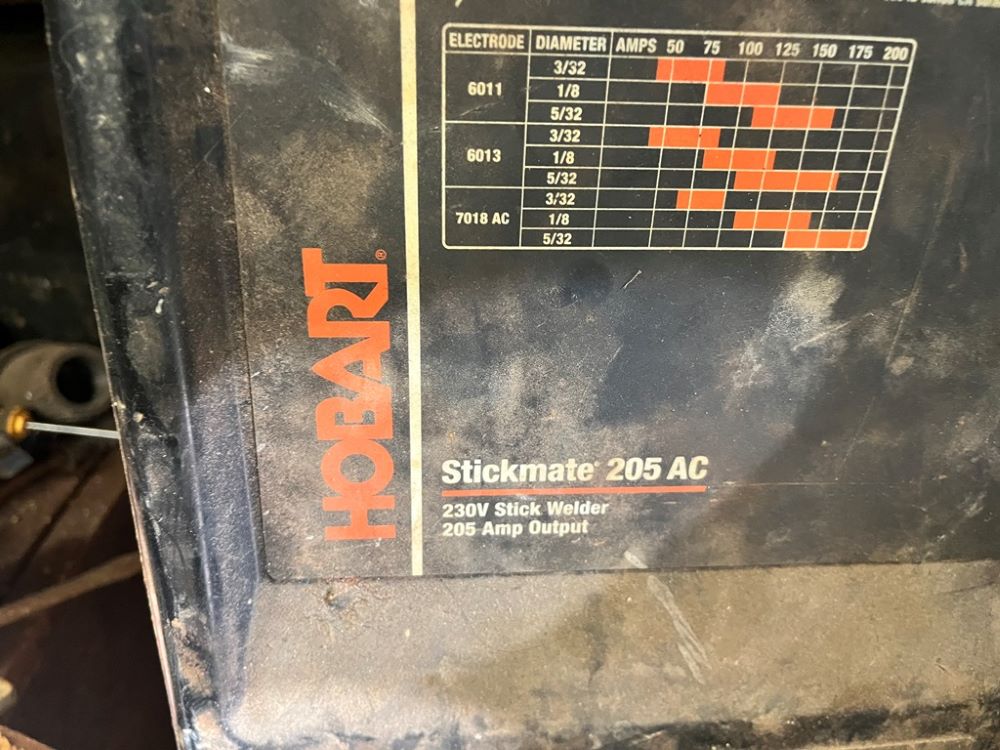 ELECTRODE DIAMETER AMPS 50 75 100 125 150 175 200
6011 3/32
1/8
5/32
6013 3/32
1/8
5/32
7018 AC 3/32
1/8
5/32
HOBART®
Stickmate® 205 AC
230V Stick Welder
205 Amp Output